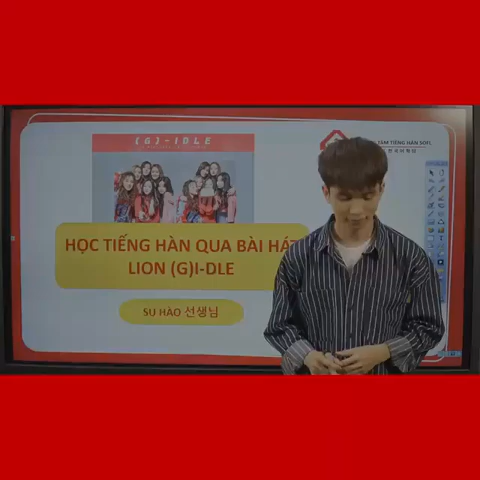 (G)-IDLE
TÂM TIẾNG HÀN SOFL
HỌC TIẾNG HÀN QUA BÀI HÁT
LION (G)I-DLE
SU HÀO 선생님